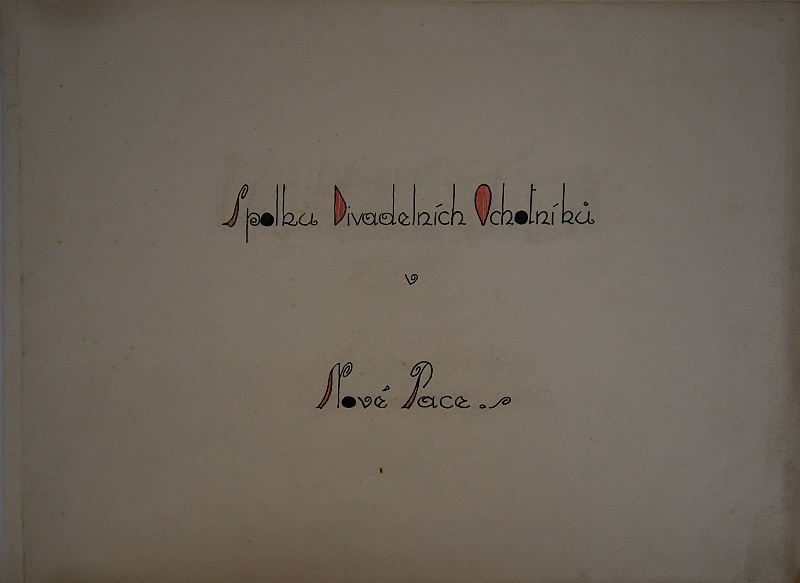 Spolku Divadelních Ochotníků
v
Nové Pace.